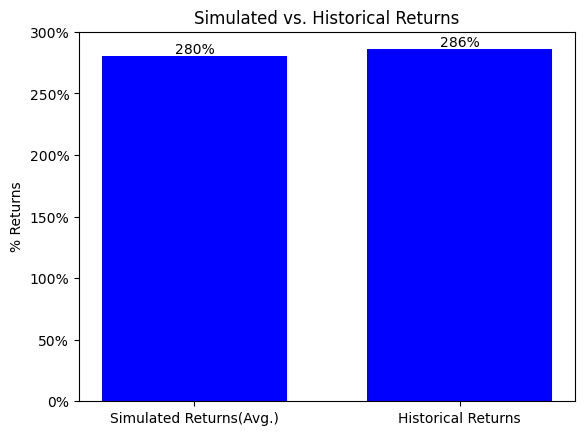 Simulated vs. Historical Returns
300%
250%
200%
150%
100%
50%
0%
% Returns
280%
286%
Simulated Returns(Avg.)
Historical Returns